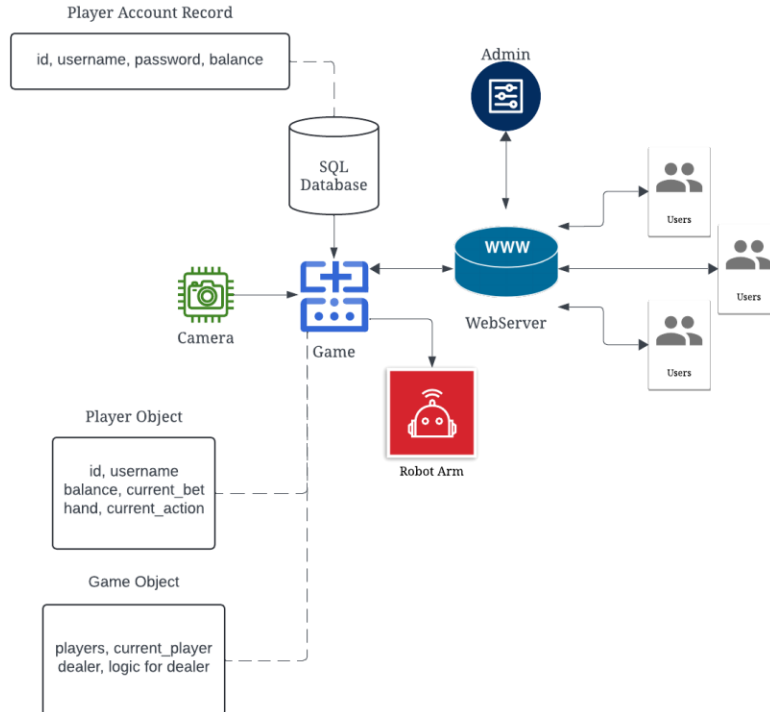 Player Account Record
id, username, password, balance
Admin
SQL
Database
Users
WWW
Users
WebServer
Camera
Game
Users
Robot Arm
Player Object
id, username
balance, current_bet
hand, current_action
Game Object
players, current_player
dealer, logic for dealer